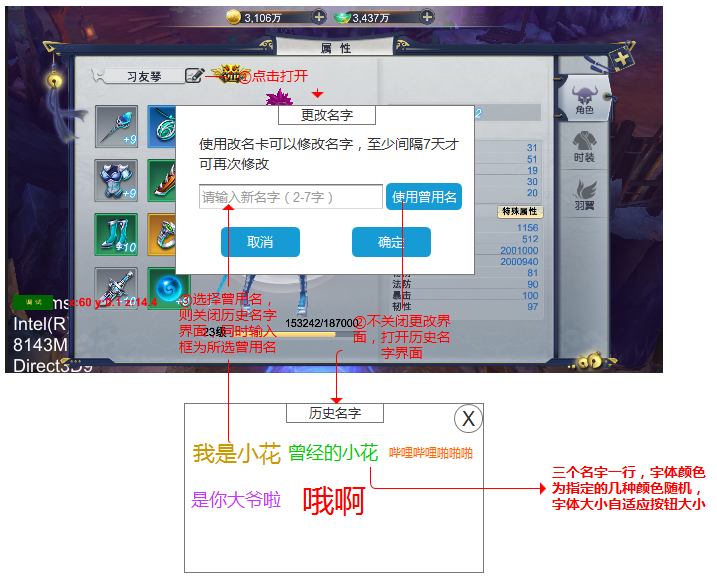 3,106万
3,437万
属 性
习友琴
VIP
①点击打开
角色
时装
羽翼
更改名字
使用改名卡可以修改名字，至少间隔7天才
可再次修改
请输入新名字（2-7字）
使用曾用名
取消
确定
+9
+9
+10
+9
+9
31
51
19
30
20
特殊属性
1156
512
2001000
2000940
81
法防 90
暴击 100
韧性 97
调 试
x:60 y:0.1 z:14.4
Intel(R)
8143M
Direct3D9
23级
153242/187000
③选择曾用名，
则关闭历史名字
界面，同时输入
框为所选曾用名
②不关闭更改界
面，打开历史名
字界面
历史名字
X
我是小花
曾经的小花
哔哩哔哩啪啪啪
是你大爷啦
哦啊
三个名字一行，字体颜色
为指定的几种颜色随机，
字体大小自适应按钮大小